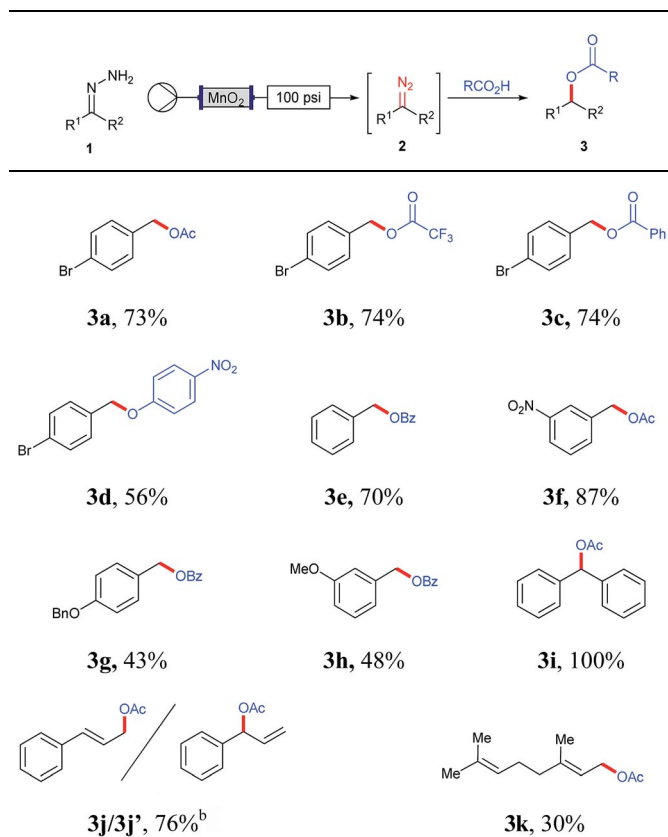 N NH₂
R¹ R²
1
MnO₂
100 psi
N₂
R¹ R²
2
RCO₂H
O
O R
R¹ R²
3
Br OAc
3a, 73%
O
Br O CF₃
3b, 74%
O
Br O Ph
3c, 74%
NO₂
Br O
3d, 56%
OBz
3e, 70%
O₂N OAc
3f, 87%
BnO OBz
3g, 43%
MeO OBz
3h, 48%
OAc
3i, 100%
OAc / OAc
3j/3j’, 76%ᵇ
Me Me
Me OAc
3k, 30%